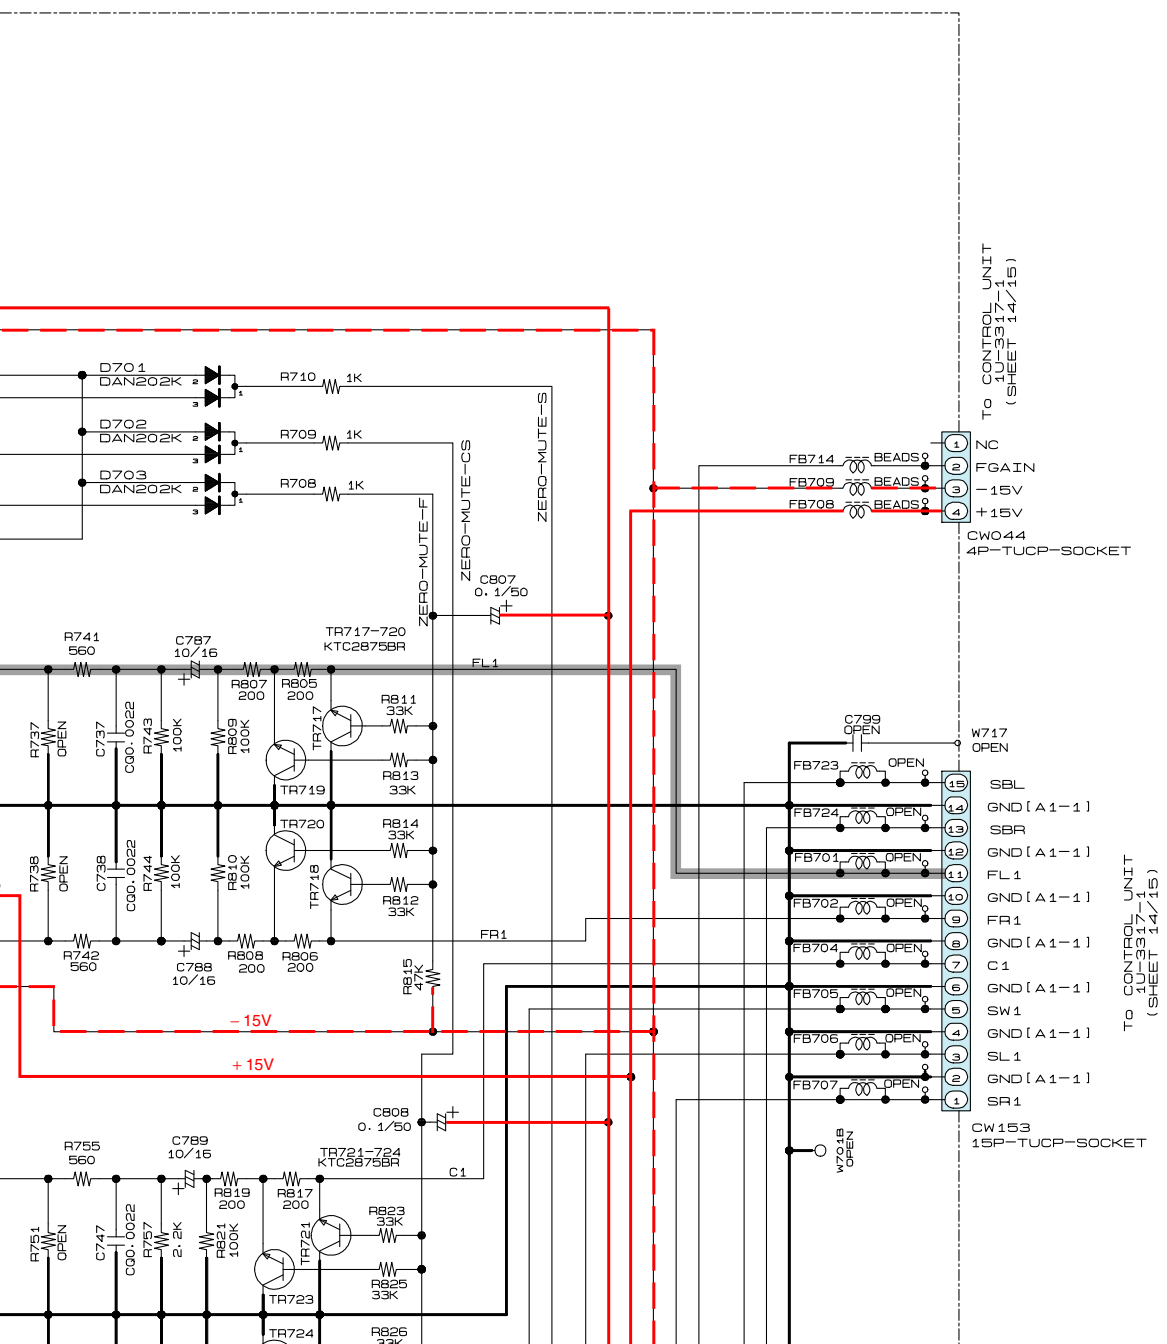 TO CONTROL UNIT
1U-3317-1
(SHEET 14/15)
D701
DAN202K
2
3
1
R710 1K
D702
DAN202K
2
3
1
R709 1K
D703
DAN202K
2
3
1
R708 1K
ZERO-MUTE-F
ZERO-MUTE-CS
ZERO-MUTE-S
1 NC
FB714 BEADS 2 FGAIN
FB709 BEADS 3 -15V
FB708 BEADS 4 +15V
CW044
4P-TUCP-SOCKET
C807
0.1/50
+
TR717-720
KTC2875BR
R741
560
C787
10/16
+
R807
200
R805
200
FL1
R737
OPEN
C737
CQ0.0022
R743
100K
R809
100K
TR717
TR719
R811
33K
R813
33K
TR720
TR718
R814
33K
R812
33K
R738
OPEN
C738
CQ0.0022
R744
100K
R810
100K
R742
560
C788
10/16
+
R808
200
R806
200
FR1
R815
47K
-15V
+15V
C799
OPEN
W717
OPEN
FB723 OPEN 15 SBL
14 GND[A1-1]
FB724 OPEN 13 SBR
12 GND[A1-1]
FB701 OPEN 11 FL1
10 GND[A1-1]
FB702 OPEN 9 FR1
8 GND[A1-1]
FB704 OPEN 7 C1
6 GND[A1-1]
FB705 OPEN 5 SW1
4 GND[A1-1]
FB706 OPEN 3 SL1
2 GND[A1-1]
FB707 OPEN 1 SR1
CW153
15P-TUCP-SOCKET
TO CONTROL UNIT
1U-3317-1
(SHEET 14/15)
W701B
OPEN
C808
0.1/50
+
TR721-724
KTC2875BR
R755
560
C789
10/16
+
R819
200
R817
200
C1
R751
OPEN
C747
CQ0.0022
R757
2.2K
R821
100K
TR721
TR723
R823
33K
R825
33K
TR724
R826
33K